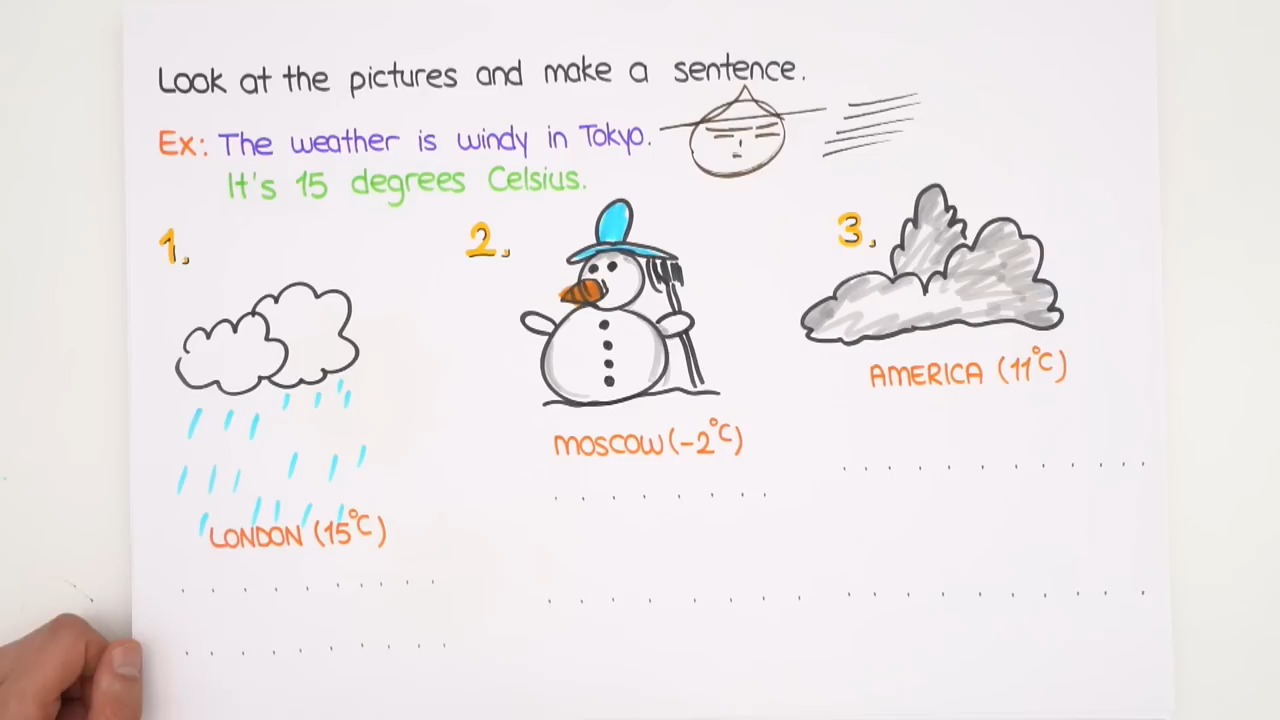 Look at the pictures and make a sentence.
Ex: The weather is windy in Tokyo.
It's 15 degrees Celsius.
1.
2.
3.
AMERICA (11°C)
MOSCOW (-2°C)
LONDON (15°C)